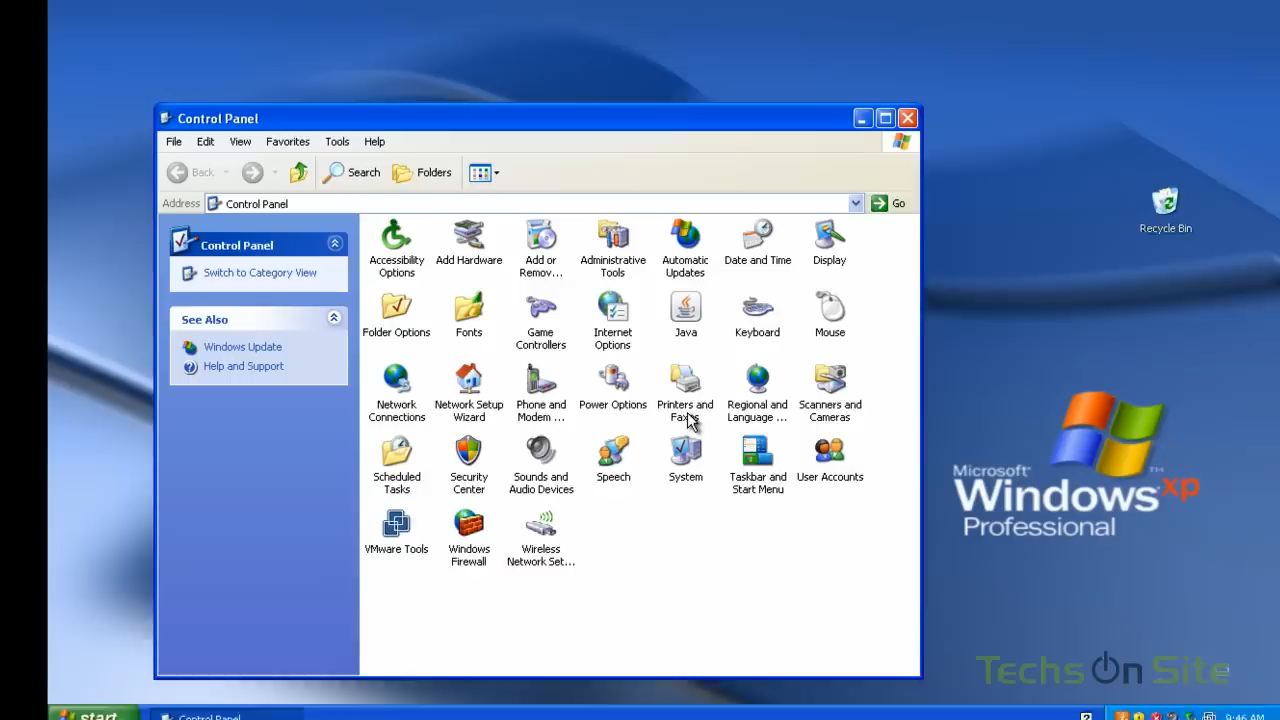 Control Panel
File Edit View Favorites Tools Help
Back Search Folders
Address Control Panel Go
Control Panel
Switch to Category View
See Also
Windows Update
Help and Support
Accessibility
Options
Add Hardware
Add or
Remov...
Administrative
Tools
Automatic
Updates
Date and Time
Display
Folder Options
Fonts
Game
Controllers
Internet
Options
Java
Keyboard
Mouse
Network
Connections
Network Setup
Wizard
Phone and
Modem ...
Power Options
Printers and
Faxes
Regional and
Language ...
Scanners and
Cameras
Scheduled
Tasks
Security
Center
Sounds and
Audio Devices
Speech
System
Taskbar and
Start Menu
User Accounts
VMware Tools
Windows
Firewall
Wireless
Network Set...
Recycle Bin
Microsoft®
Windows xp ™
Professional
Techs On Site
start Control Panel ? 9:46 AM